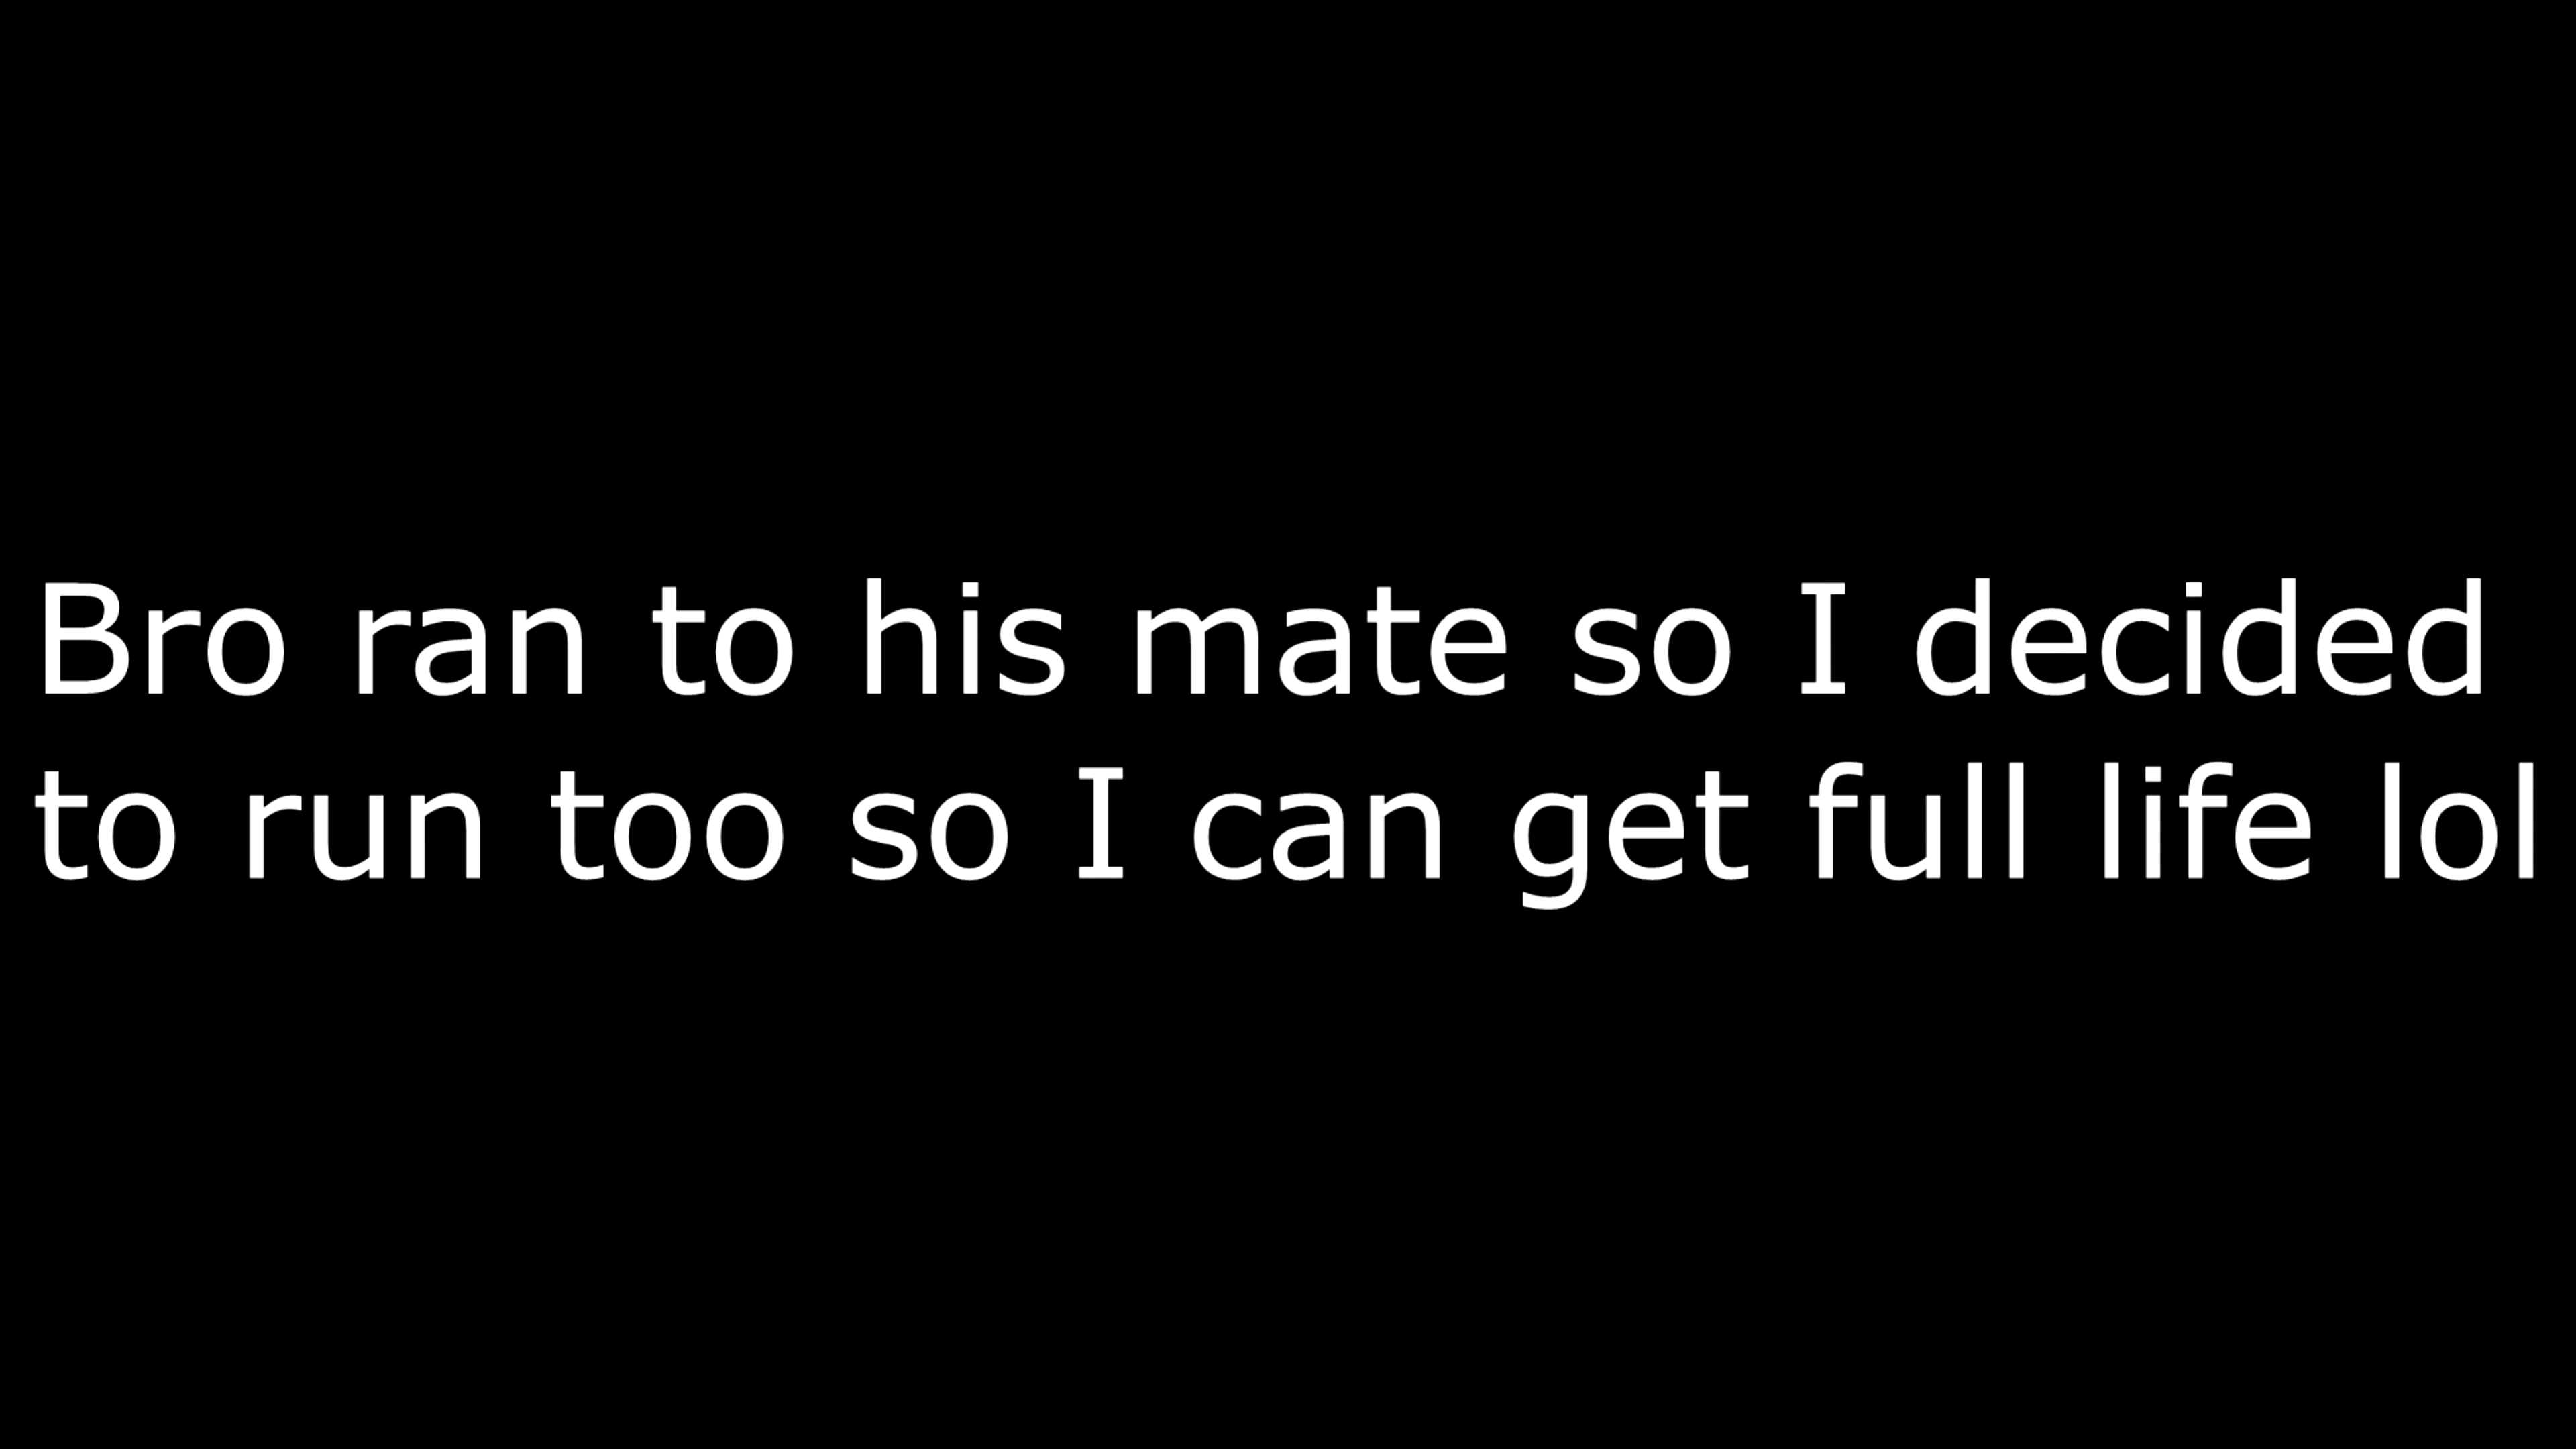 Bro ran to his mate so I decided
to run too so I can get full life lol